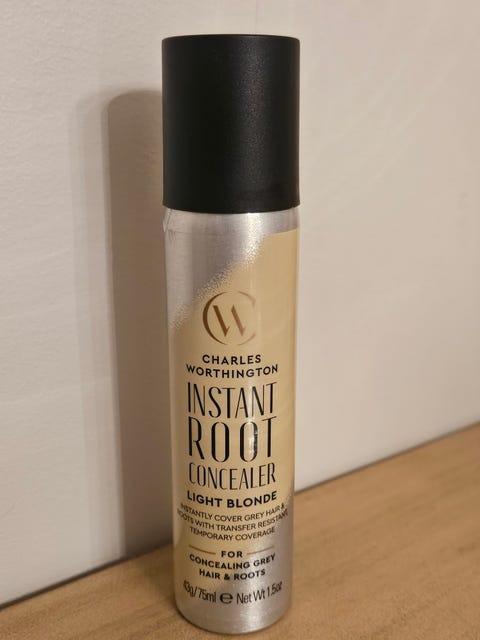 CW
CHARLES
WORTHINGTON
INSTANT
ROOT
CONCEALER
LIGHT BLONDE
INSTANTLY COVER GREY HAIR &
ROOTS WITH TRANSFER RESISTANT,
TEMPORARY COVERAGE
FOR
CONCEALING GREY
HAIR & ROOTS
43g/75ml ℮ Net Wt 1.5oz